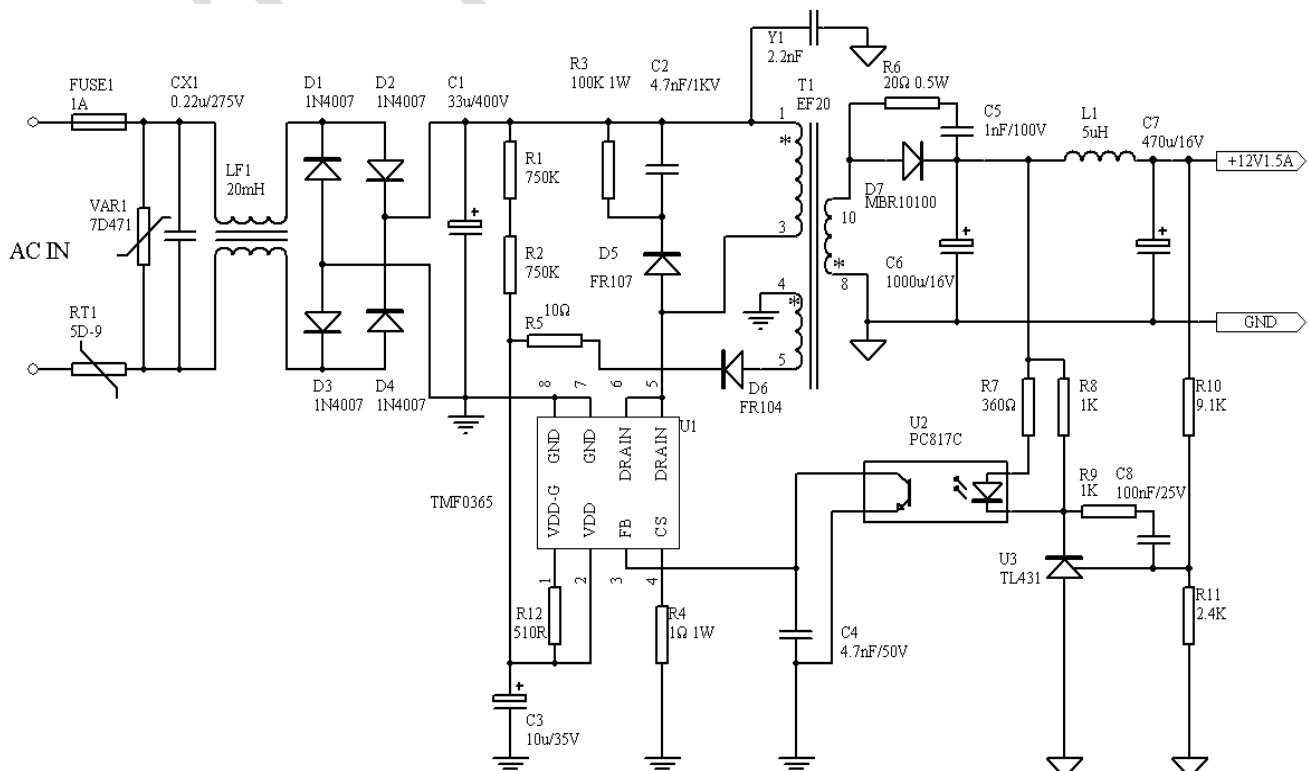 FUSE1
1A
CX1
0.22u/275V
D1
1N4007
D2
1N4007
C1
33u/400V
R3
100K 1W
C2
4.7nF/1KV
Y1
2.2nF
T1
EF20
R6
20Ω 0.5W
C5
1nF/100V
L1
5uH
C7
470u/16V
+12V1.5A
LF1
20mH
VAR1
7D471
AC IN
RT1
5D-9
R1
750K
R2
750K
D5
FR107
1
*
3
4
*
5
10
*
8
D7
MBR10100
C6
1000u/16V
GND
10Ω
R5
D6
FR104
D3
1N4007
D4
1N4007
8
7
6
5
U1
GND
GND
DRAIN
DRAIN
TMF0365
VDD-G
VDD
FB
CS
1
2
3
4
R12
510R
R4
1Ω 1W
C3
10u/35V
C4
4.7nF/50V
U2
PC817C
R7
360Ω
R8
1K
R9
1K
C8
100nF/25V
R10
9.1K
U3
TL431
R11
2.4K
+
+
+
+